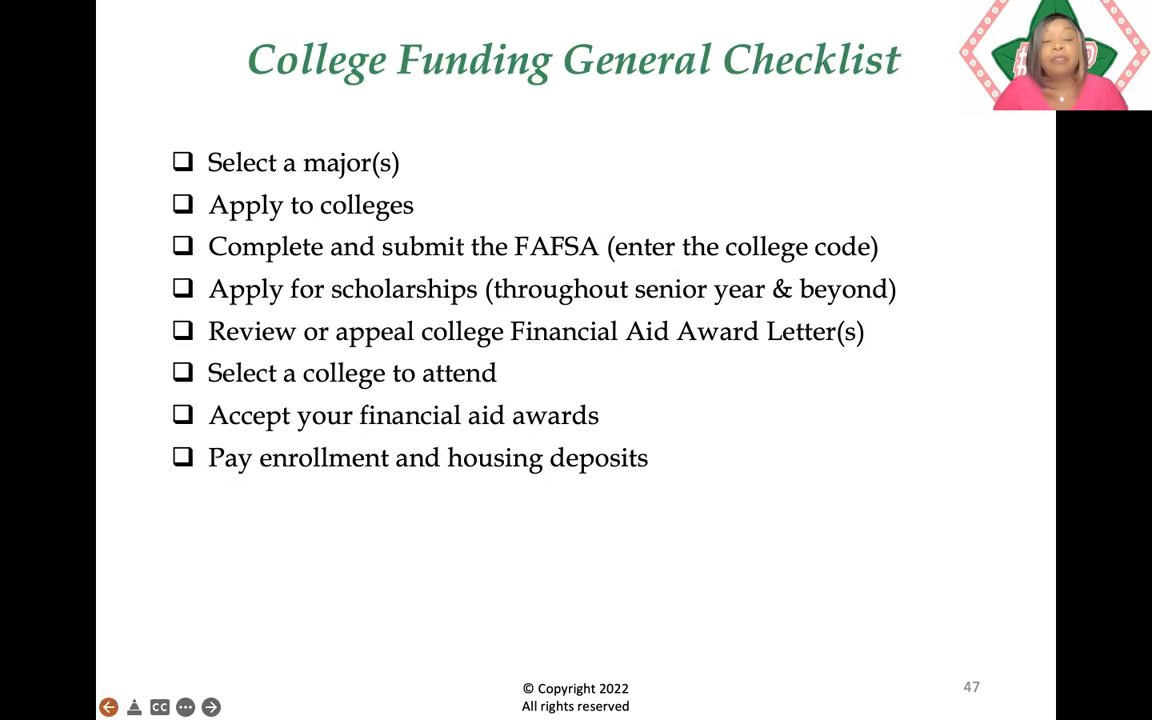 College Funding General Checklist
Select a major(s)
Apply to colleges
Complete and submit the FAFSA (enter the college code)
Apply for scholarships (throughout senior year & beyond)
Review or appeal college Financial Aid Award Letter(s)
Select a college to attend
Accept your financial aid awards
Pay enrollment and housing deposits
© Copyright 2022
All rights reserved
47
CC